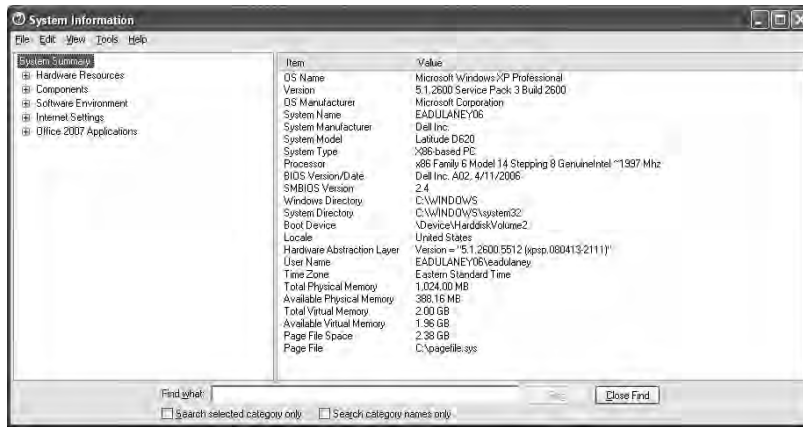 System Information
File Edit View Tools Help
System Summary
Hardware Resources
Components
Software Environment
Internet Settings
Office 2007 Applications
Item Value
OS Name Microsoft Windows XP Professional
Version 5.1.2600 Service Pack 3 Build 2600
OS Manufacturer Microsoft Corporation
System Name EADULANEY06
System Manufacturer Dell Inc.
System Model Latitude D620
System Type X86-based PC
Processor x86 Family 6 Model 14 Stepping 8 GenuineIntel ~1997 Mhz
BIOS Version/Date Dell Inc. A02, 4/11/2006
SMBIOS Version 2.4
Windows Directory C:\WINDOWS
System Directory C:\WINDOWS\system32
Boot Device \Device\HarddiskVolume2
Locale United States
Hardware Abstraction Layer Version = "5.1.2600.5512 (xpsp.080413-2111)"
User Name EADULANEY06\eadulaney
Time Zone Eastern Standard Time
Total Physical Memory 1,024.00 MB
Available Physical Memory 388.16 MB
Total Virtual Memory 2.00 GB
Available Virtual Memory 1.96 GB
Page File Space 2.38 GB
Page File C:\pagefile.sys
Find what: Close Find
Search selected category only Search category names only